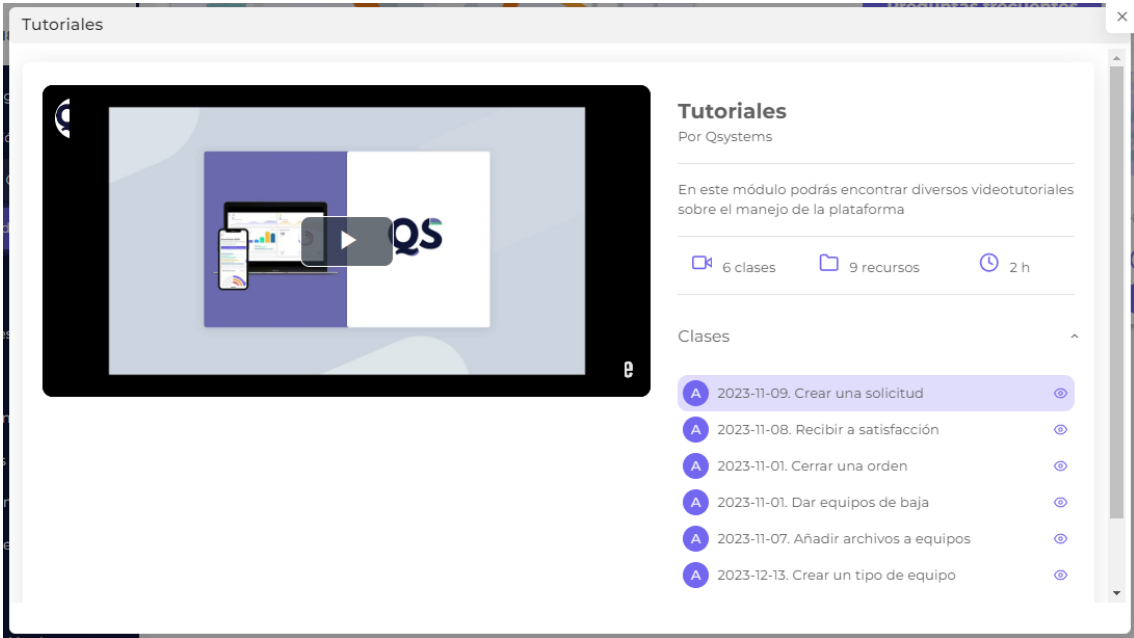 Preguntas frecuentes
Tutoriales
QS
Tutoriales
Por Qsystems
En este módulo podrás encontrar diversos videotutoriales
sobre el manejo de la plataforma
6 clases
9 recursos
2 h
Clases
A 2023-11-09. Crear una solicitud
A 2023-11-08. Recibir a satisfacción
A 2023-11-01. Cerrar una orden
A 2023-11-01. Dar equipos de baja
A 2023-11-07. Añadir archivos a equipos
A 2023-12-13. Crear un tipo de equipo